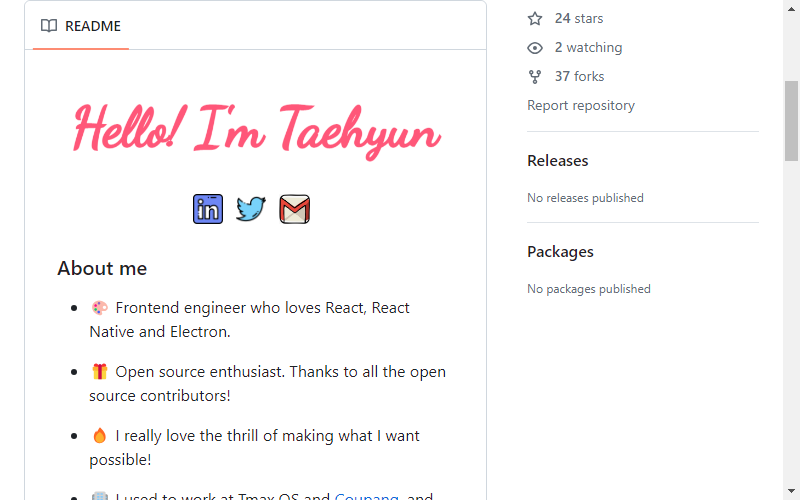 README
Hello! I'm Taehyun
in
About me
Frontend engineer who loves React, React
Native and Electron.
Open source enthusiast. Thanks to all the open
source contributors!
I really love the thrill of making what I want
possible!
I used to work at Tmax OS and Coupang, and
24 stars
2 watching
37 forks
Report repository
Releases
No releases published
Packages
No packages published